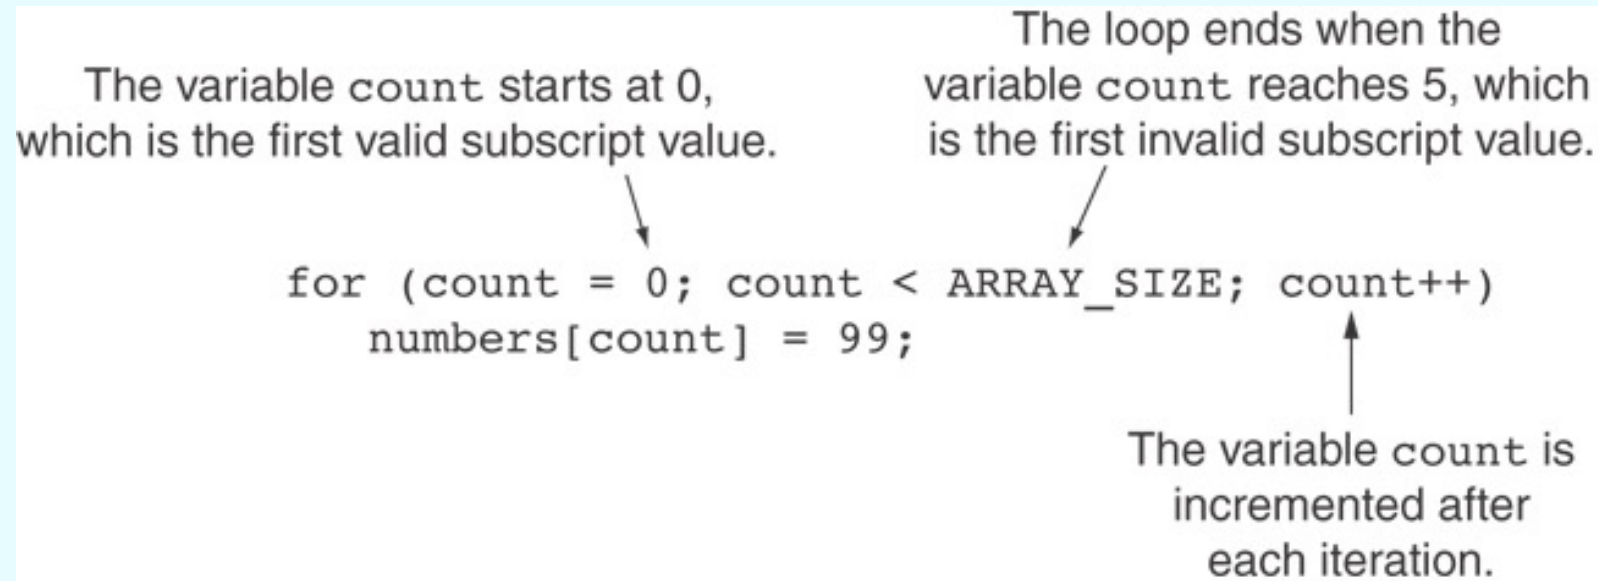 The variable count starts at 0,
which is the first valid subscript value.
The loop ends when the
variable count reaches 5, which
is the first invalid subscript value.
for (count = 0; count < ARRAY_SIZE; count++)
numbers[count] = 99;
The variable count is
incremented after
each iteration.